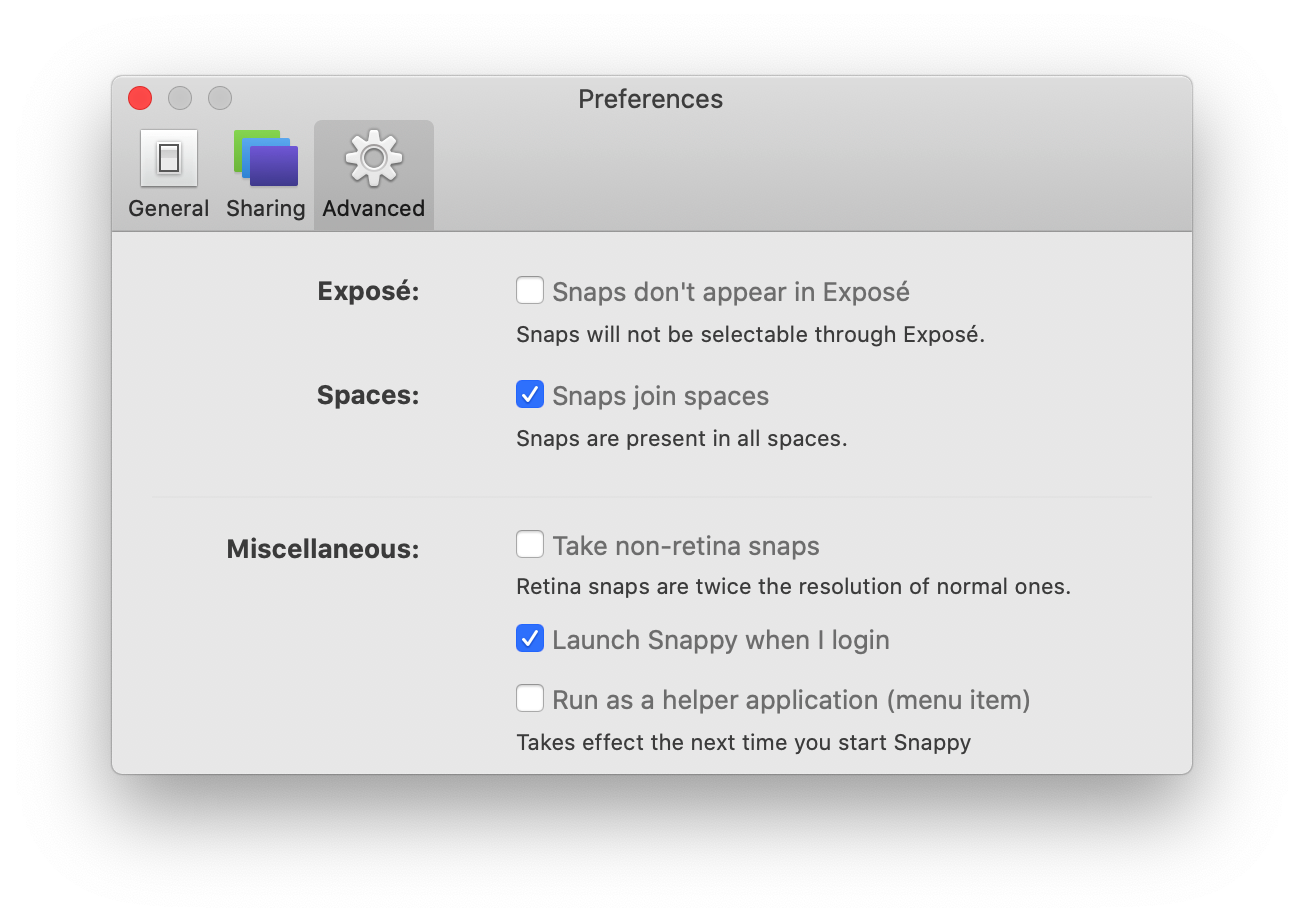 Preferences
General Sharing Advanced
Exposé: Snaps don't appear in Exposé
Snaps will not be selectable through Exposé.
Spaces: Snaps join spaces
Snaps are present in all spaces.
Miscellaneous: Take non-retina snaps
Retina snaps are twice the resolution of normal ones.
Launch Snappy when I login
Run as a helper application (menu item)
Takes effect the next time you start Snappy